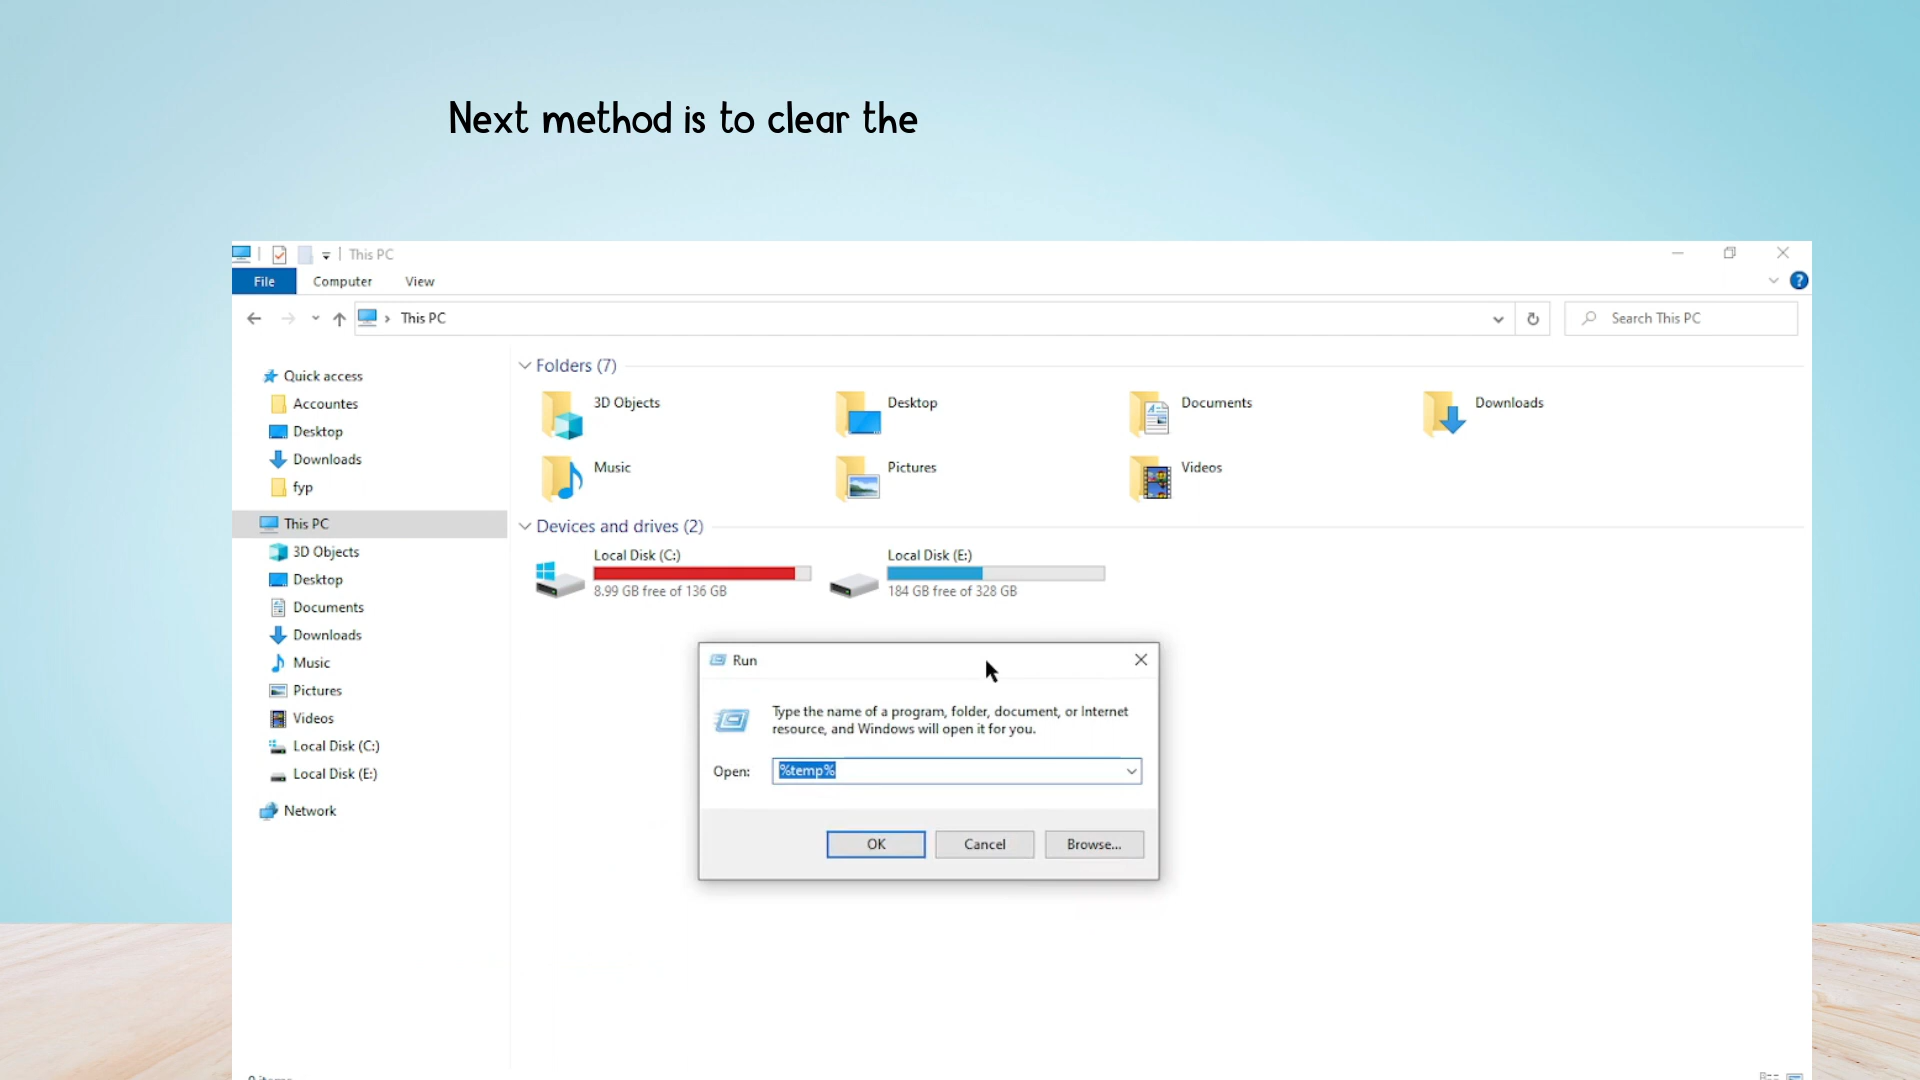 Next method is to clear the
This PC
File
Computer
View
This PC
Search This PC
Quick access
Accountes
Desktop
Downloads
fyp
This PC
3D Objects
Desktop
Documents
Downloads
Music
Pictures
Videos
Local Disk (C:)
Local Disk (E:)
Network
Folders (7)
3D Objects
Desktop
Documents
Downloads
Music
Pictures
Videos
Devices and drives (2)
Local Disk (C:)
8.99 GB free of 136 GB
Local Disk (E:)
184 GB free of 328 GB
Run
Type the name of a program, folder, document, or Internet
resource, and Windows will open it for you.
Open:
%temp%
OK
Cancel
Browse...